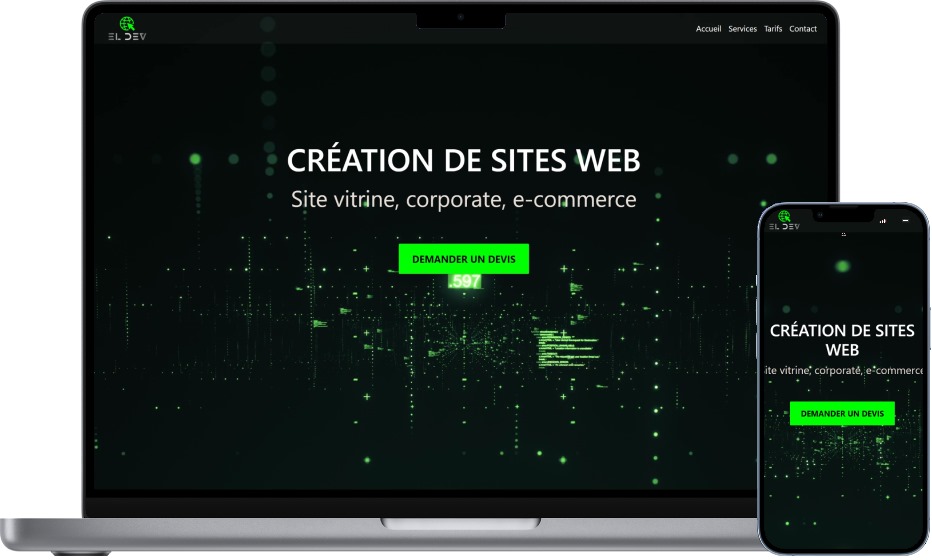 EL DEV
Accueil Services Tarifs Contact
CRÉATION DE SITES WEB
Site vitrine, corporate, e-commerce
DEMANDER UN DEVIS
.597
EL DEV
CRÉATION DE SITES
WEB
ite vitrine, corporate, e-commerce
DEMANDER UN DEVIS